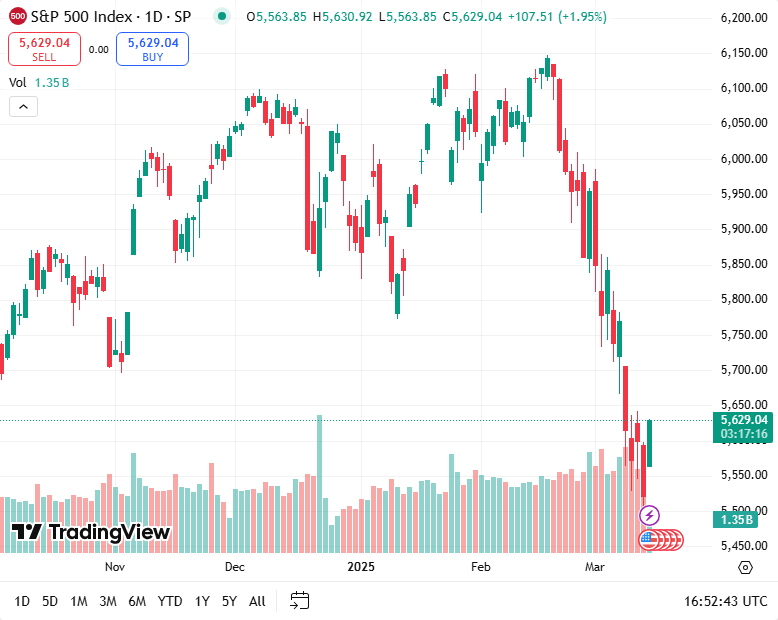 500 S&P 500 Index · 1D · SP O5,563.85 H5,630.92 L5,563.85 C5,629.04 +107.51 (+1.95%)
5,629.04 SELL 0.00 5,629.04 BUY
Vol 1.35B
6,200.00
6,150.00
6,100.00
6,050.00
6,000.00
5,950.00
5,900.00
5,850.00
5,800.00
5,750.00
5,700.00
5,650.00
5,629.04
03:17:16
5,550.00
5,500.00
1.35B
5,450.00
TradingView
Nov Dec 2025 Feb Mar
1D 5D 1M 3M 6M YTD 1Y 5Y All 16:52:43 UTC